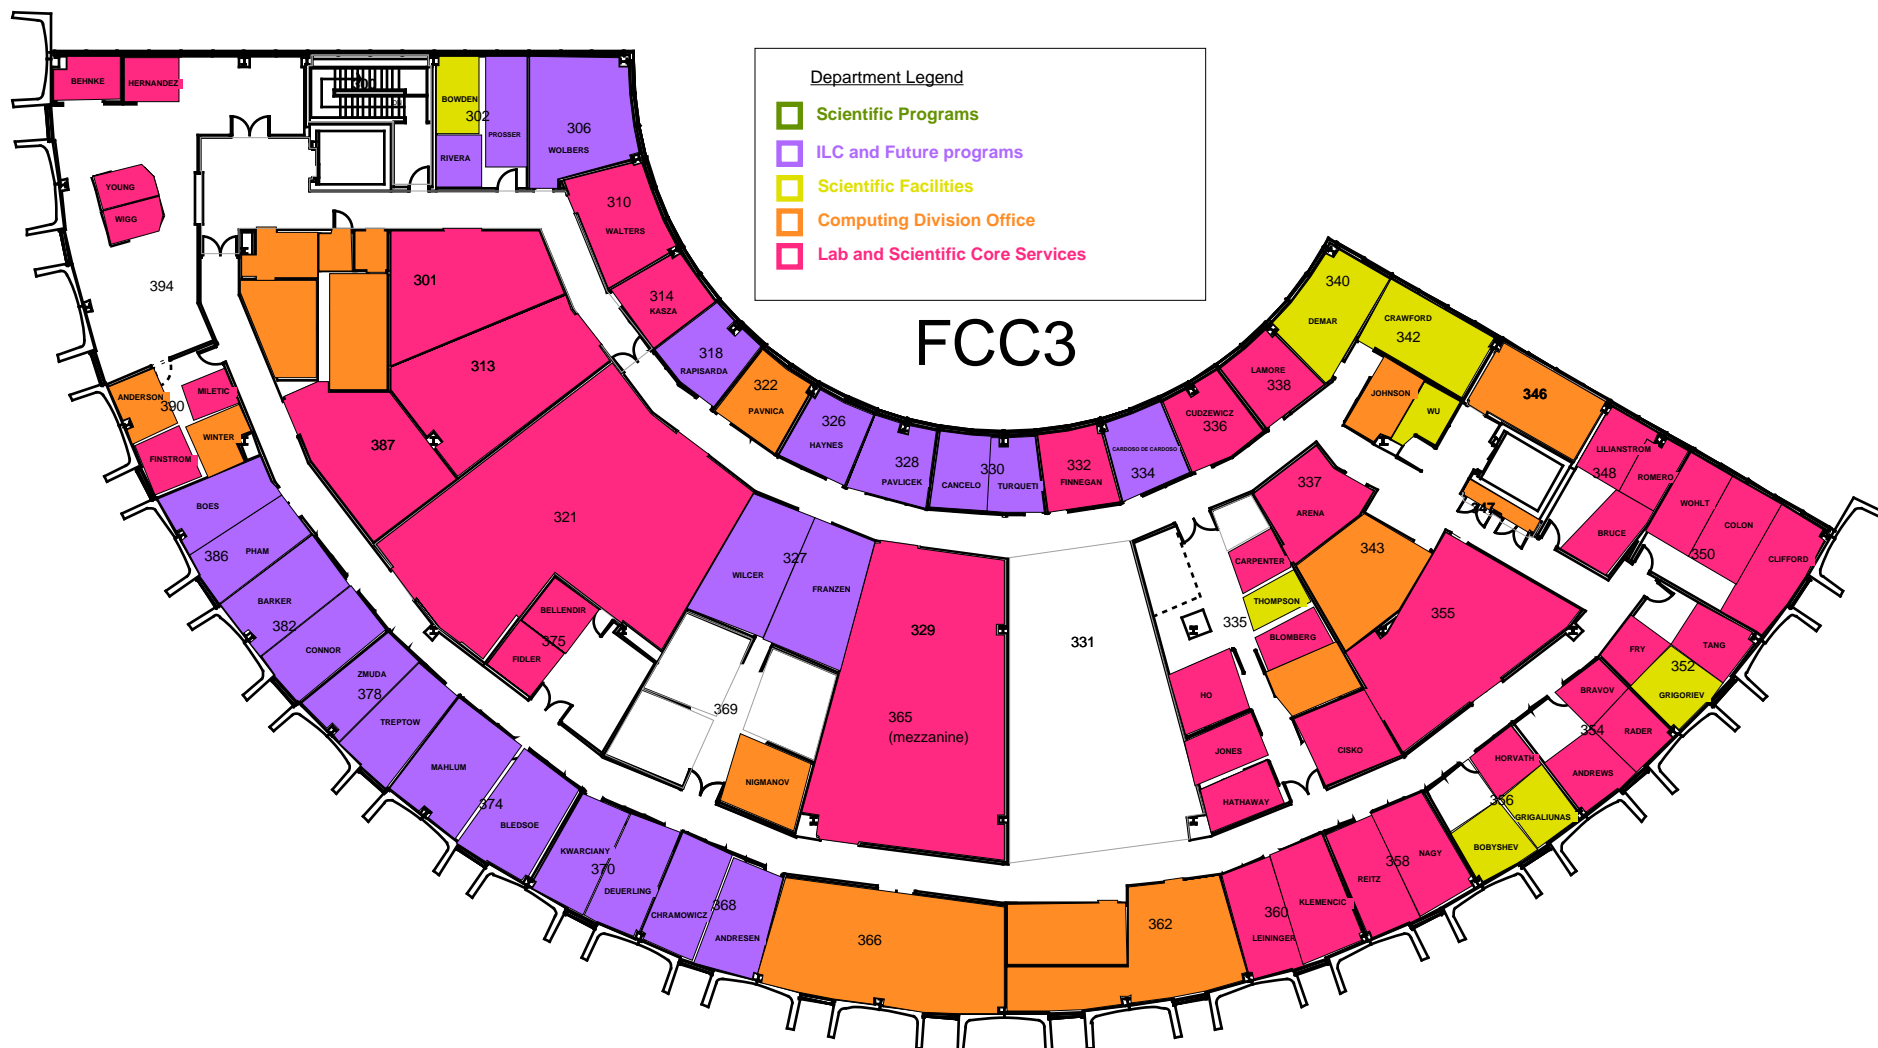 Department Legend
Scientific Programs
ILC and Future programs
Scientific Facilities
Computing Division Office
Lab and Scientific Core Services
FCC3
BEHNKE
HERNANDEZ
BOWDEN
302
PROSSER
RIVERA
306
WOLBERS
YOUNG
WIGG
394
310
WALTERS
314
KASZA
318
RAPISARDA
322
PAVNICA
326
HAYNES
328
PAVLICEK
330
CANCELO
TURQUETI
332
FINNEGAN
CARDOSO DE CARDOSO
334
CUDZEWICZ
336
LAMORE
338
340
DEMAR
CRAWFORD
342
JOHNSON
WU
346
347
LILIANSTROM
348
ROMERO
BRUCE
WOHLT
COLON
350
CLIFFORD
301
313
387
321
ANDERSON
390
MILETIC
WINTER
FINSTROM
BOES
386
PHAM
BARKER
382
CONNOR
ZMUDA
378
TREPTOW
MAHLUM
374
BLEDSOE
KWARCIANY
370
DEUERLING
CHRAMOWICZ
368
ANDRESEN
BELLENDIR
375
FIDLER
327
WILCER
FRANZEN
369
NIGMANOV
329
365
(mezzanine)
331
337
ARENA
CARPENTER
THOMPSON
335
BLOMBERG
343
355
HO
JONES
HATHAWAY
CISKO
FRY
TANG
352
GRIGORIEV
BRAVOV
354
RADER
ANDREWS
HORVATH
356
GRIGALIUNAS
BOBYSHEV
358
NAGY
REITZ
KLEMENCIC
360
LEININGER
362
366